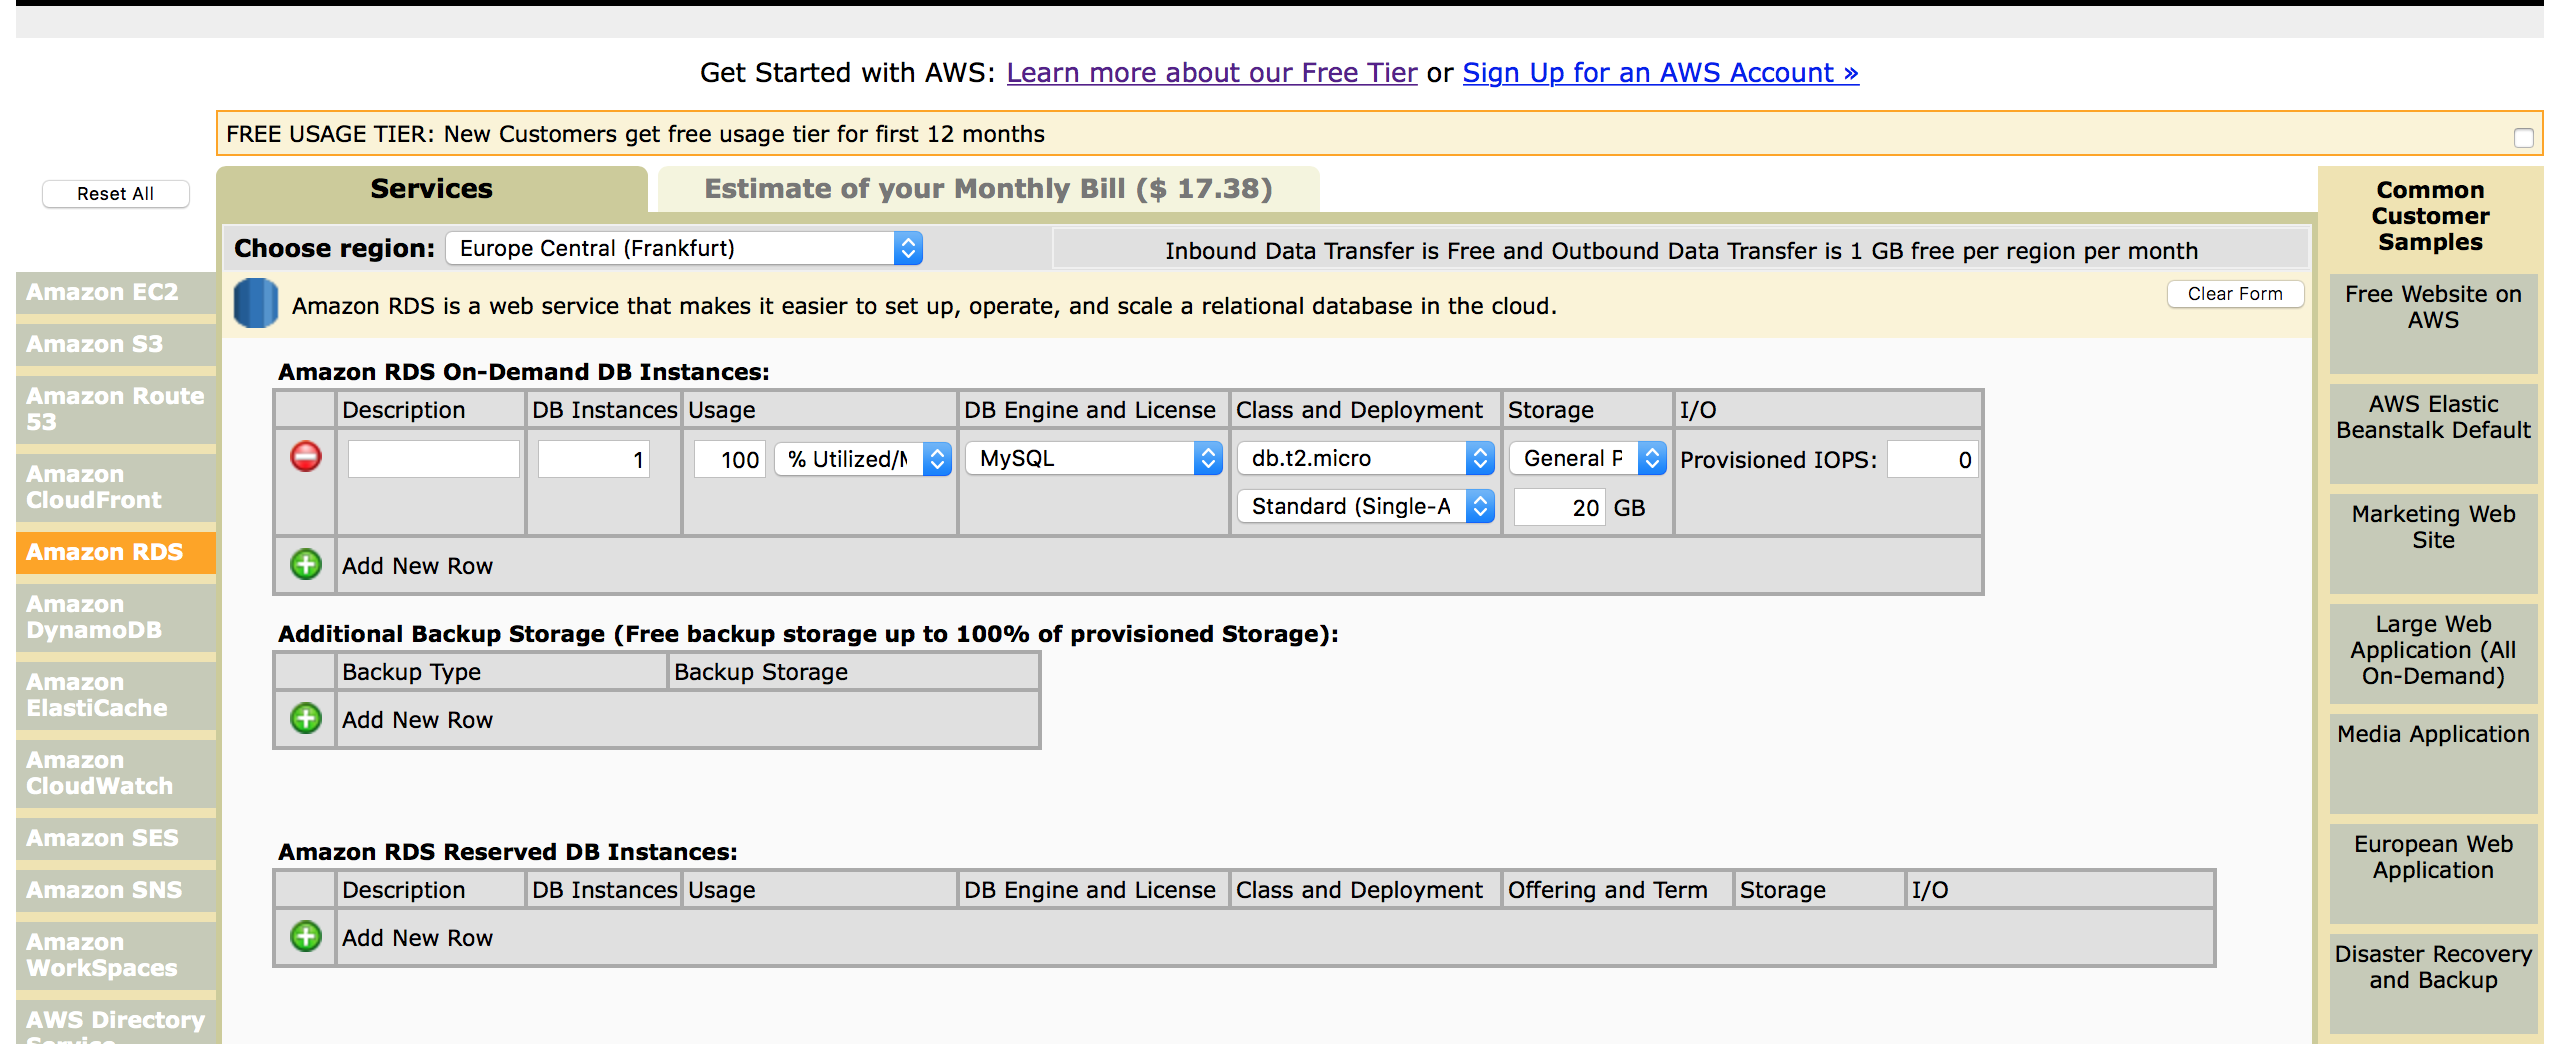 Get Started with AWS: Learn more about our Free Tier or Sign Up for an AWS Account »
FREE USAGE TIER: New Customers get free usage tier for first 12 months
Reset All
Services
Estimate of your Monthly Bill ($ 17.38)
Choose region:
Europe Central (Frankfurt)
Inbound Data Transfer is Free and Outbound Data Transfer is 1 GB free per region per month
Amazon RDS is a web service that makes it easier to set up, operate, and scale a relational database in the cloud.
Clear Form
Amazon EC2
Amazon S3
Amazon Route
53
Amazon
CloudFront
Amazon RDS
Amazon
DynamoDB
Amazon
ElastiCache
Amazon
CloudWatch
Amazon SES
Amazon SNS
Amazon
WorkSpaces
AWS Directory
Service
Amazon RDS On-Demand DB Instances:
Description DB Instances Usage DB Engine and License Class and Deployment Storage I/O
1 100 % Utilized/M MySQL db.t2.micro General P Provisioned IOPS: 0
Standard (Single-A 20 GB
Add New Row
Additional Backup Storage (Free backup storage up to 100% of provisioned Storage):
Backup Type Backup Storage
Add New Row
Amazon RDS Reserved DB Instances:
Description DB Instances Usage DB Engine and License Class and Deployment Offering and Term Storage I/O
Add New Row
Common
Customer
Samples
Free Website on
AWS
AWS Elastic
Beanstalk Default
Marketing Web
Site
Large Web
Application (All
On-Demand)
Media Application
European Web
Application
Disaster Recovery
and Backup